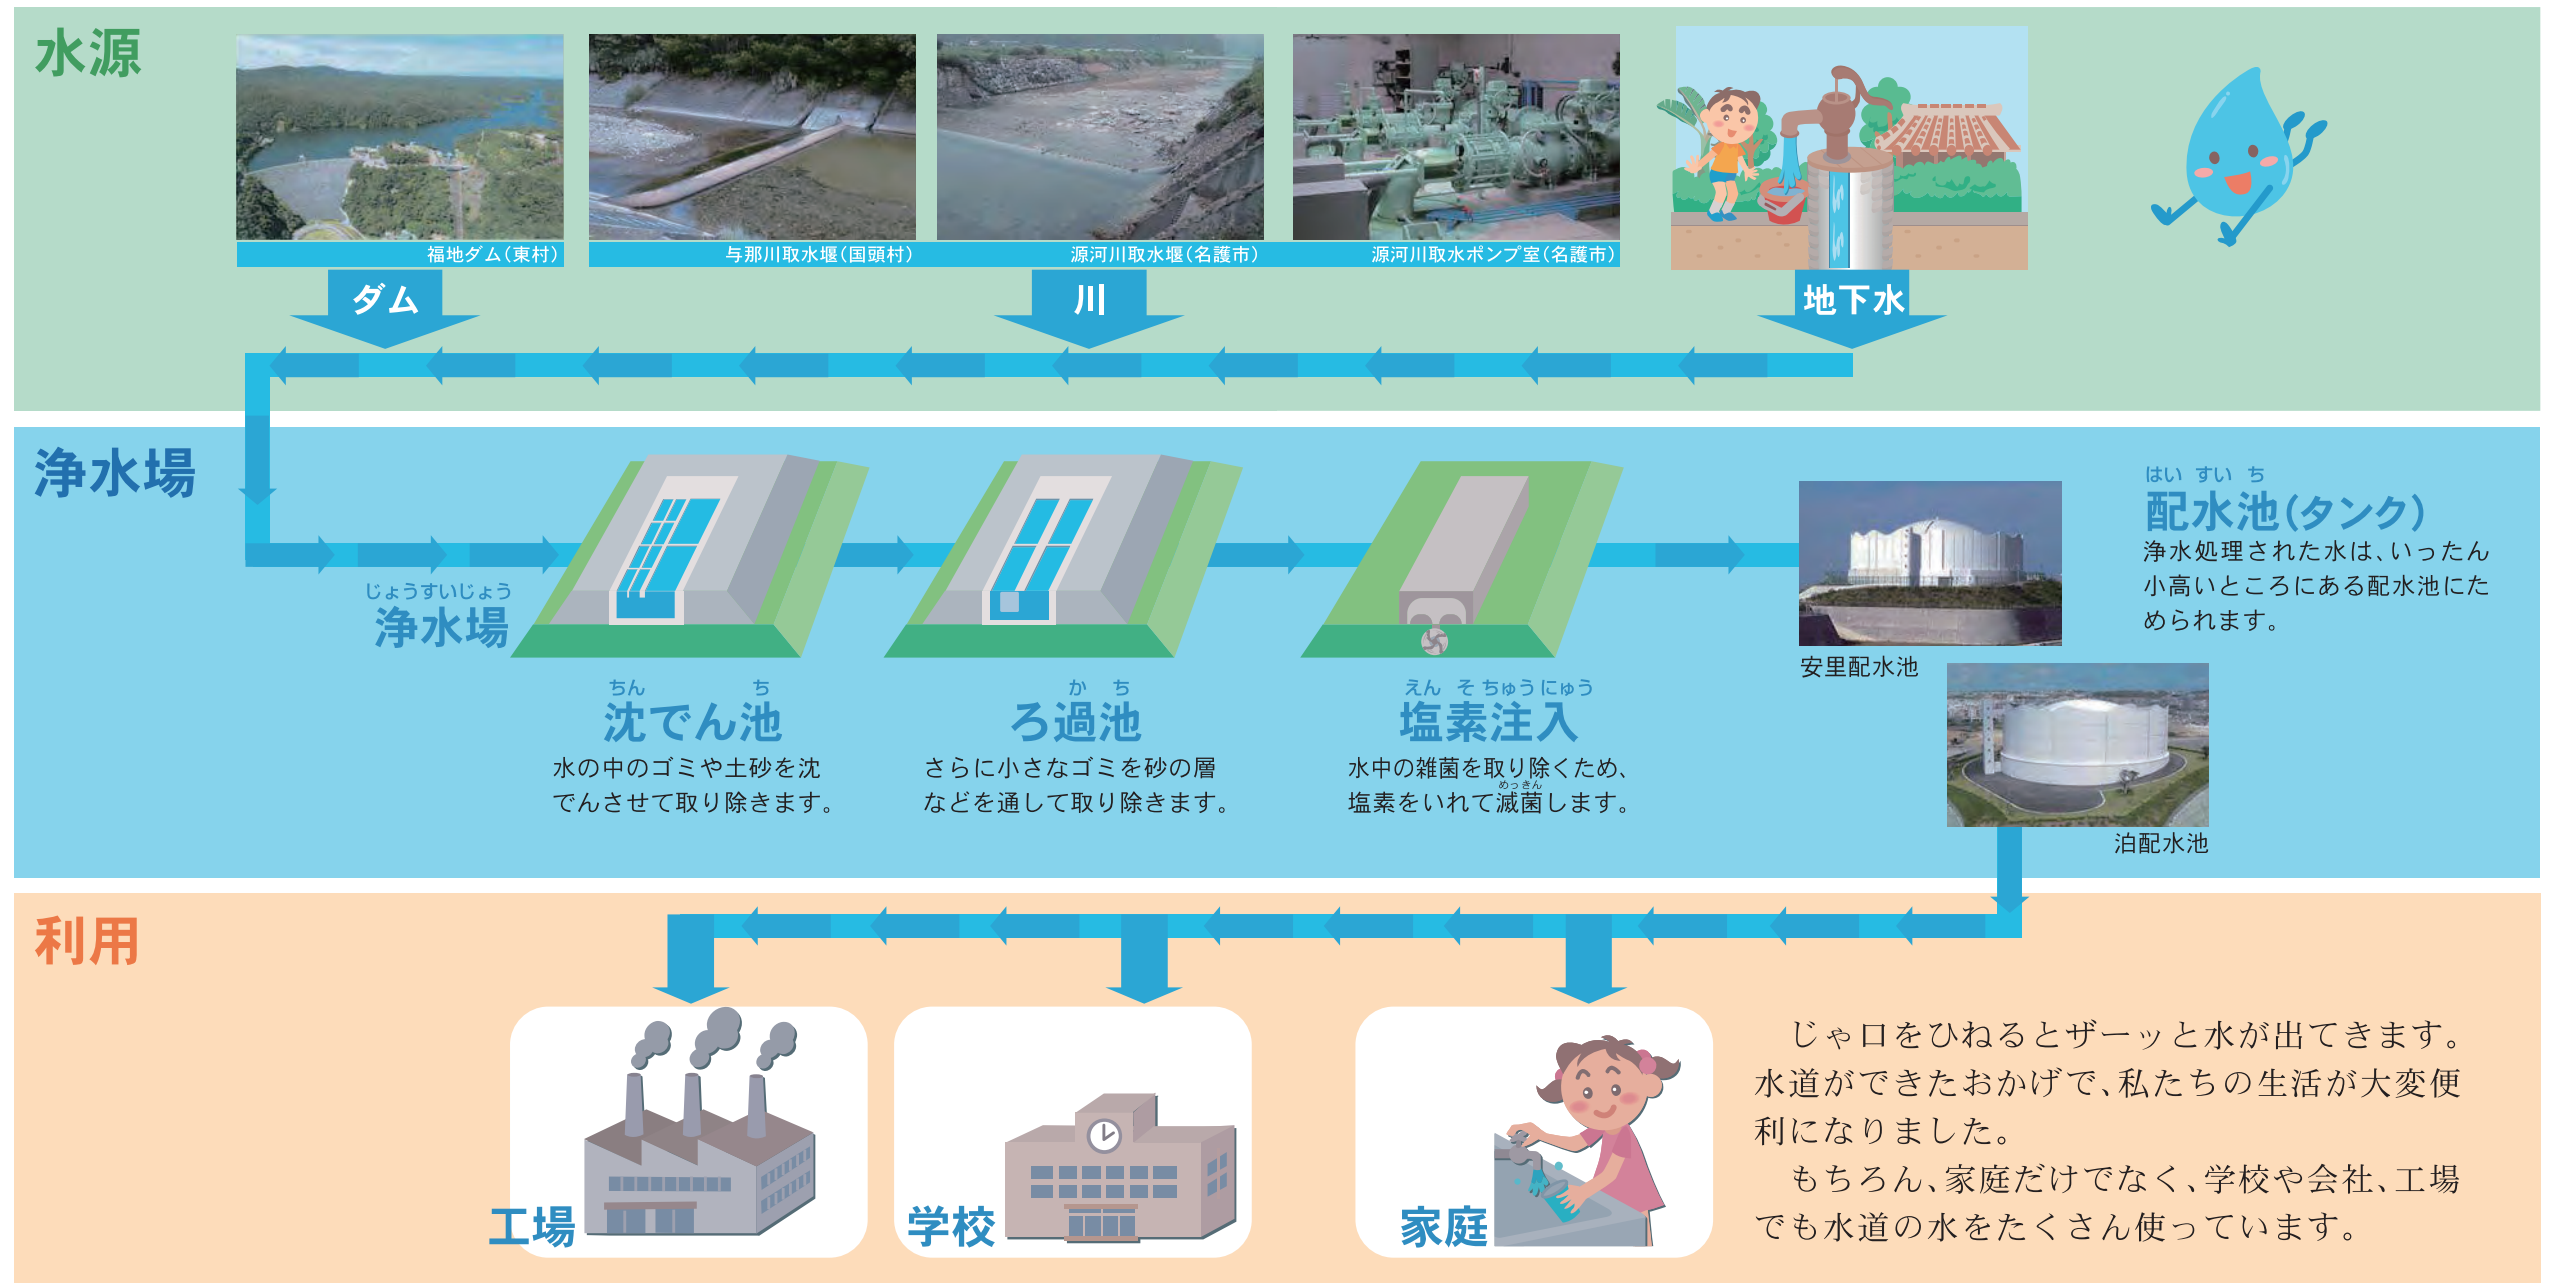 水源
福地ダム(東村)
与那川取水堰(国頭村)
源河川取水堰(名護市)
源河川取水ポンプ室(名護市)
ダム
川
地下水
浄水場
じょうすいじょう
浄水場
ちん ち
沈でん池
水の中のゴミや土砂を沈
でんさせて取り除きます。
か ち
ろ過池
さらに小さなゴミを砂の層
などを通して取り除きます。
えん そ ちゅう にゅう
塩素注入
水中の雑菌を取り除くため、
めっきん
塩素をいれて滅菌します。
安里配水池
泊配水池
はい すい ち
配水池(タンク)
浄水処理された水は、いったん
小高いところにある配水池にた
められます。
利用
工場
学校
家庭
じゃ口をひねるとザーッと水が出てきます。
水道ができたおかげで、私たちの生活が大変便
利になりました。
もちろん、家庭だけでなく、学校や会社、工場
でも水道の水をたくさん使っています。